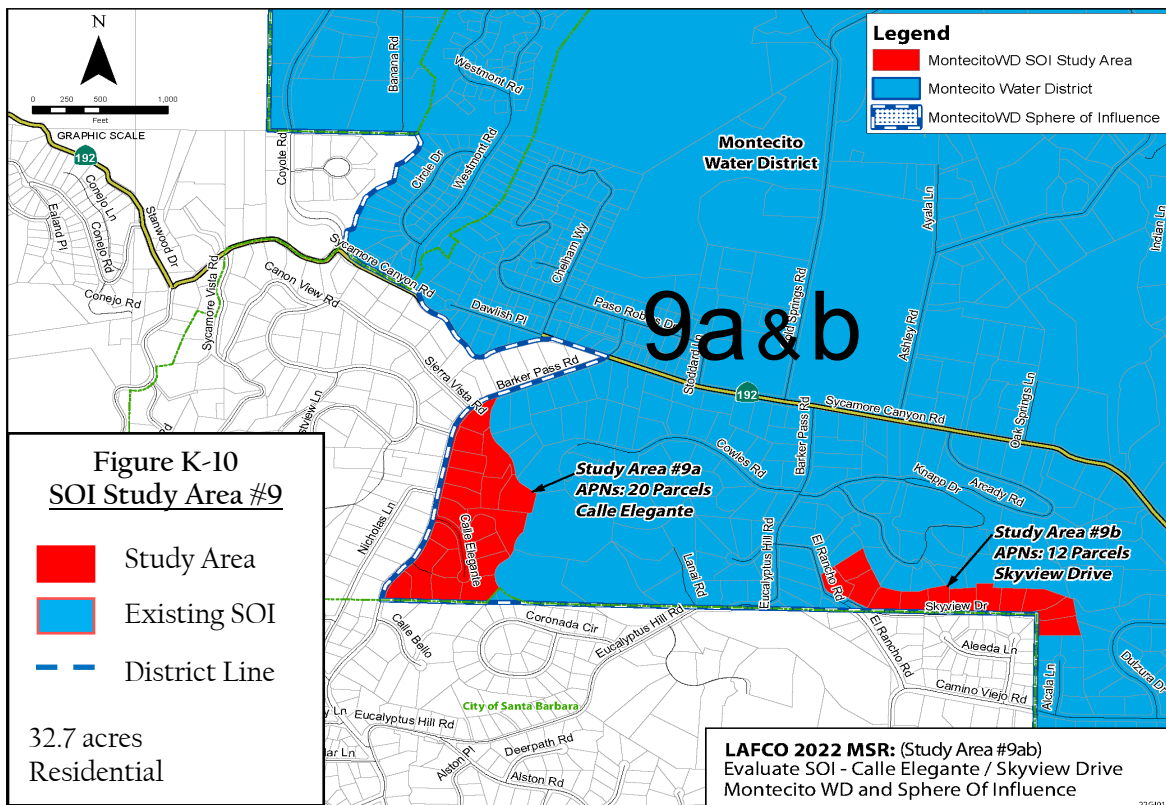 N
0 250 500 1,000
Feet
GRAPHIC SCALE
192
Legend
MontecitoWD SOI Study Area
Montecito Water District
MontecitoWD Sphere of Influence
Montecito
Water District
Banana Rd
Westmont Rd
Coyote Rd
Circle Dr
Westmont Rd
Conejo Ln
Ealand Pl
Conejo Rd
Stanwood Dr
Conejo Rd
Sycamore Vista Rd
Canon View Rd
Sycamore Canyon Rd
Chelham Wy
Dawlish Pl
Ayala Ln
Indian Ln
Ashley Rd
Stoddard Ln
9a & b
192
Sycamore Canyon Rd
Oak Springs Ln
Sierra Vista Rd
Barker Pass Rd
Barker Pass Rd
Cowles Rd
Knapp Dr
Arcady Rd
Nicholas Ln
Calle Elegante
Study Area #9a
APNs: 20 Parcels
Calle Elegante
Study Area #9b
APNs: 12 Parcels
Skyview Drive
Lanai Rd
Eucalyptus Hill Rd
El Rancho Rd
Skyview Dr
Calle Bello
Coronada Cir
Eucalyptus Hill Rd
El Rancho Rd
Aleeda Ln
Camino Viejo Rd
Alcala Ln
Dulzura Dr
City of Santa Barbara
Eucalyptus Hill Rd
Deerpath Rd
Alston Pl
Alston Rd
Figure K-10
SOI Study Area #9
Study Area
Existing SOI
District Line
32.7 acres
Residential
LAFCO 2022 MSR: (Study Area #9ab)
Evaluate SOI - Calle Elegante / Skyview Drive
Montecito WD and Sphere Of Influence